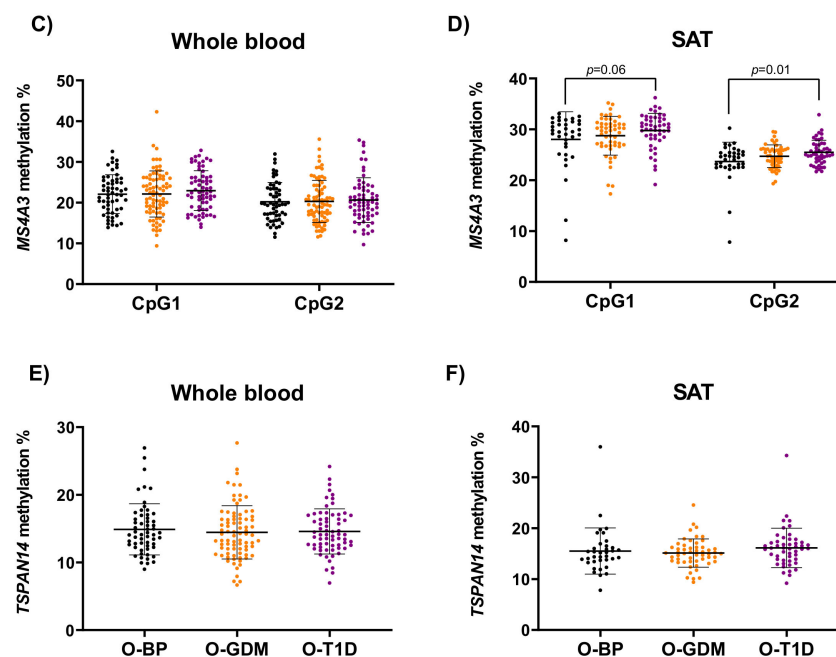 C)
Whole blood
MS4A3 methylation %
50
40
30
20
10
0
CpG1
CpG2
D)
SAT
MS4A3 methylation %
p=0.06
p=0.01
40
30
20
10
0
CpG1
CpG2
E)
Whole blood
TSPAN14 methylation %
30
20
10
0
O-BP
O-GDM
O-T1D
F)
SAT
TSPAN14 methylation %
40
30
20
10
0
O-BP
O-GDM
O-T1D